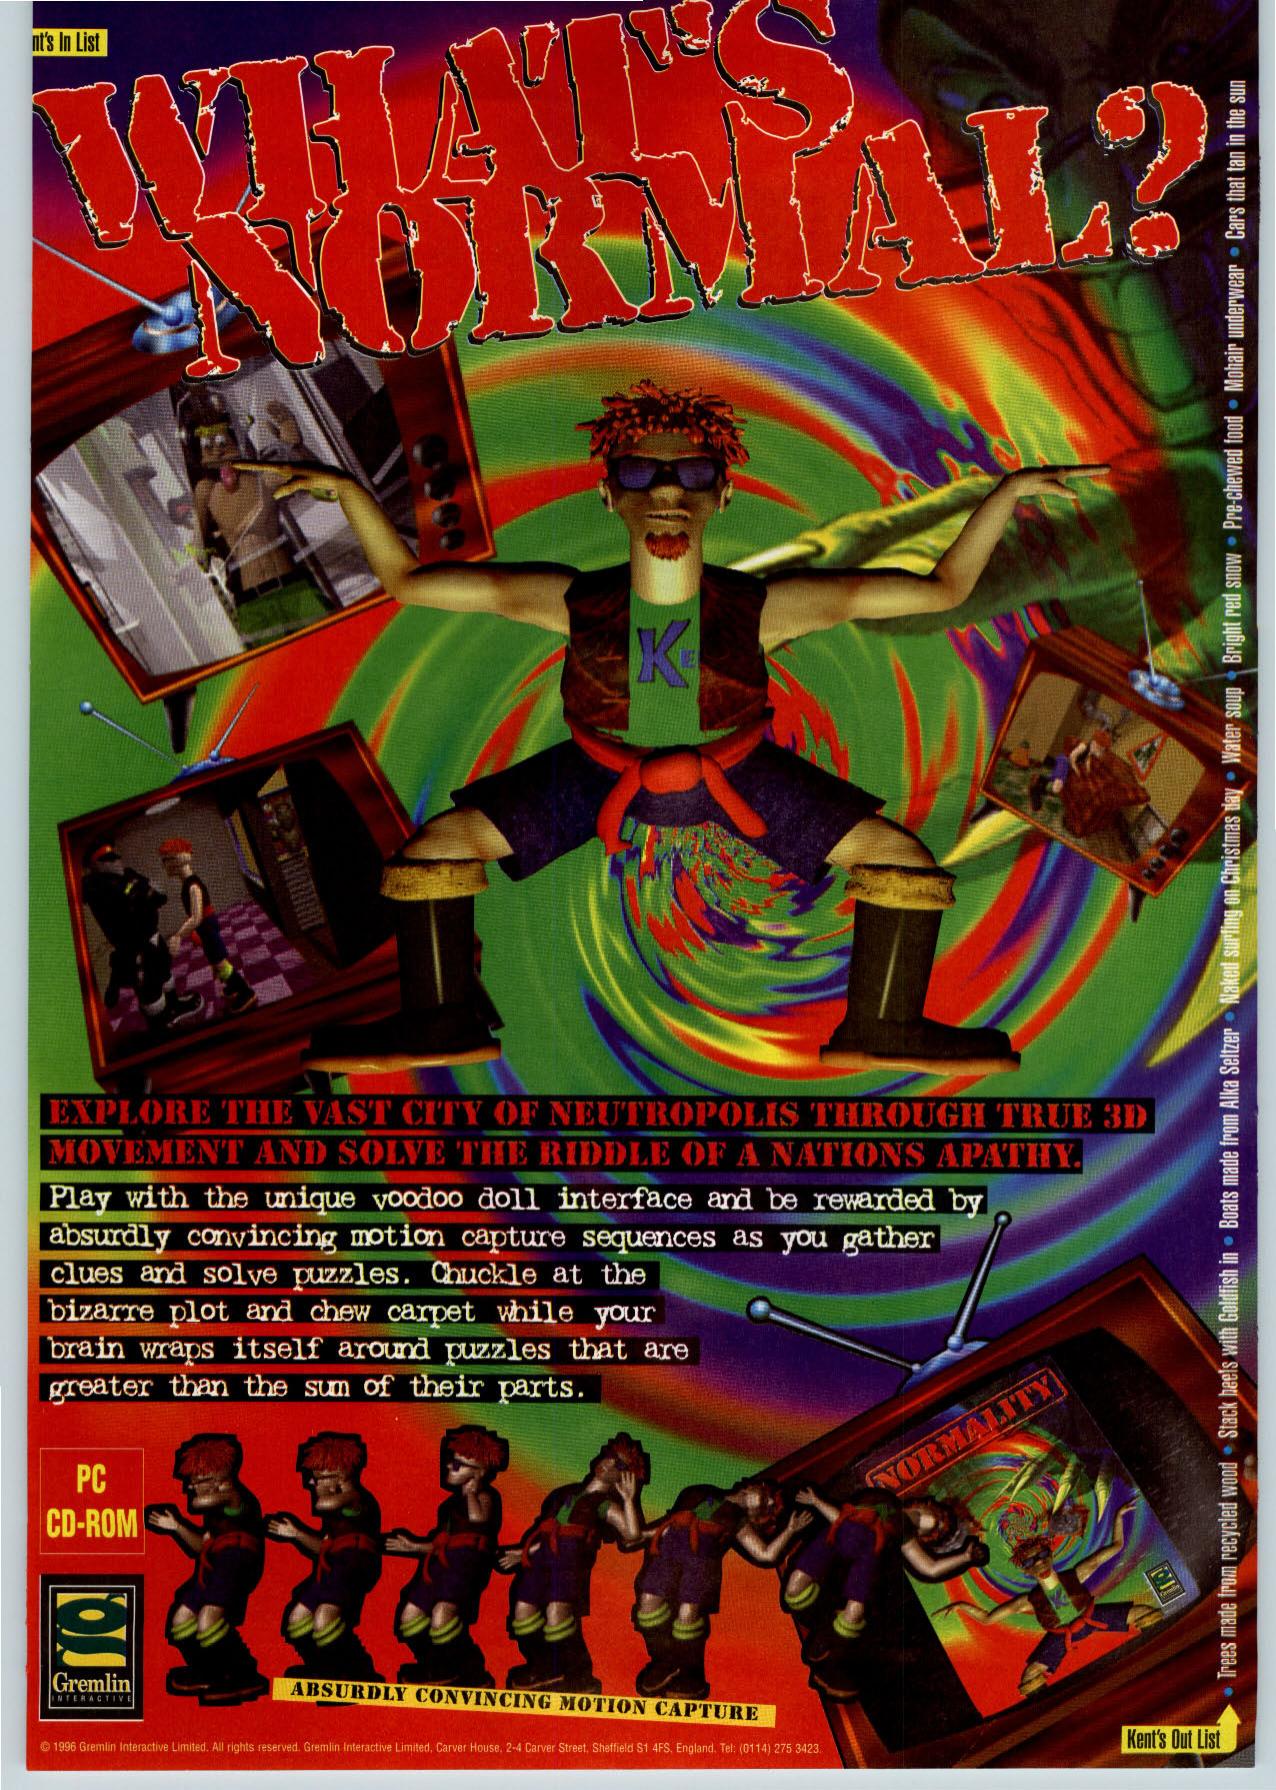 nt's In List
WHAT'S
NORMAL?
KE
EXPLORE THE VAST CITY OF NEUTROPOLIS THROUGH TRUE 3D
MOVEMENT AND SOLVE THE RIDDLE OF A NATIONS APATHY.
Play with the unique voodoo doll interface and be rewarded by
absurdly convincing motion capture sequences as you gather
clues and solve puzzles. Chuckle at the
bizarre plot and chew carpet while your
brain wraps itself around puzzles that are
greater than the sum of their parts.
PC
CD-ROM
Gremlin
INTERACTIVE
ABSURDLY CONVINCING MOTION CAPTURE
NORMALITY
K
Gremlin
© 1996 Gremlin Interactive Limited. All rights reserved. Gremlin Interactive Limited, Carver House, 2-4 Carver Street, Sheffield S1 4FS, England. Tel: (0114) 275 3423.
Kent's Out List
• Trees made from recycled wood • Stack heels with Goldfish in • Boats made from Alka Seltzer • Naked surfing on Christmas day • Water soup • Bright red snow • Pre-chewed food • Mohair underwear • Cars that tan in the sun